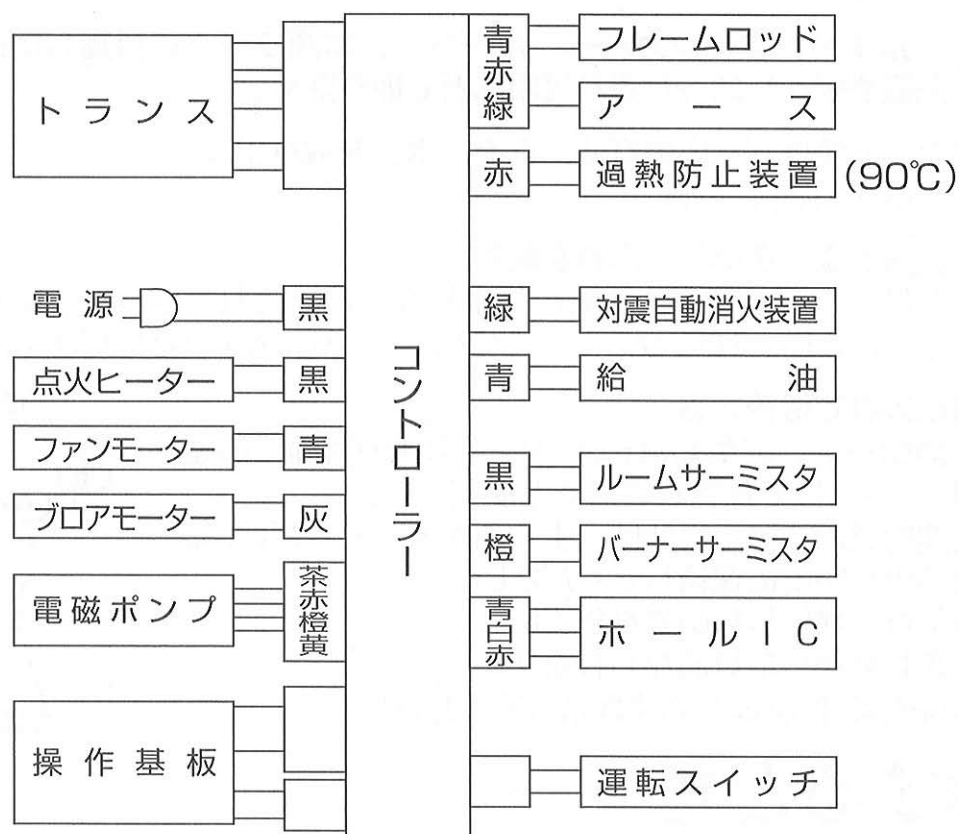 トランス
電源 黒
点火ヒーター 黒
ファンモーター 青
ブロアモーター 灰
電磁ポンプ 茶赤橙黄
操作基板
コントローラー
青赤緑
フレームロッド
アース
赤 過熱防止装置 (90℃)
緑 対震自動消火装置
青 給油
黒 ルームサーミスタ
橙 バーナーサーミスタ
青白赤 ホールIC
運転スイッチ